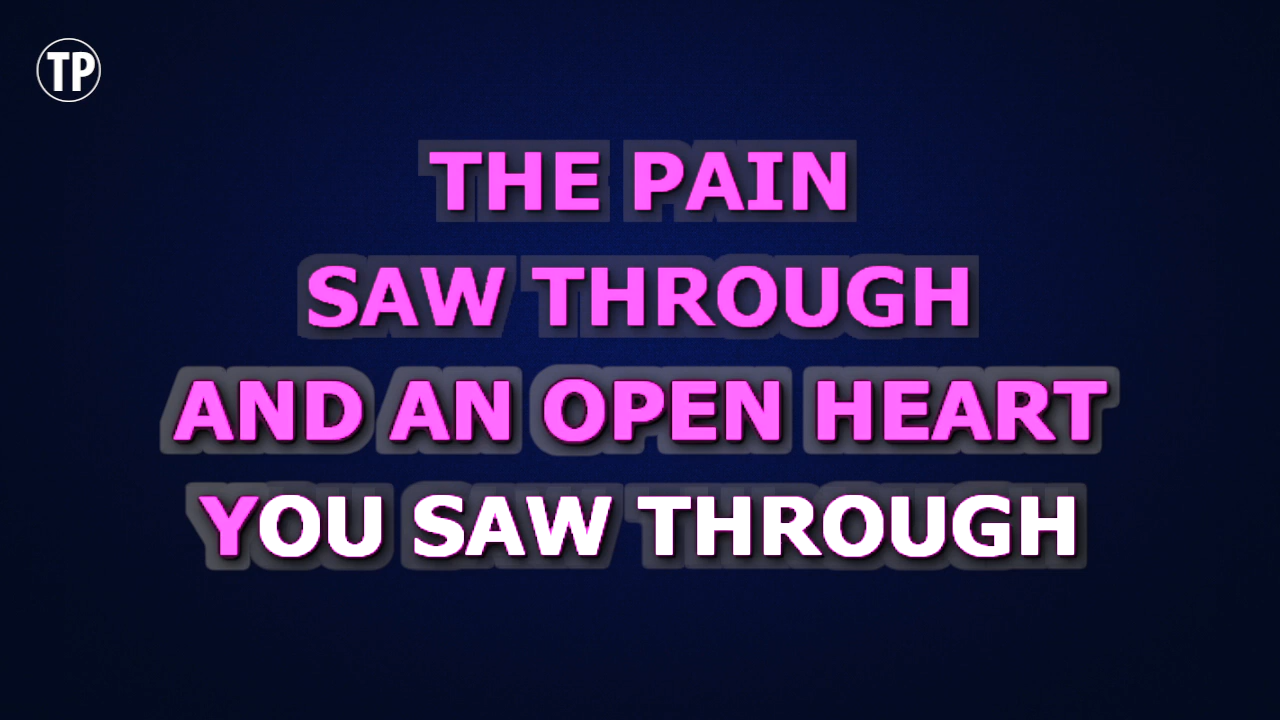 TP
THE PAIN
SAW THROUGH
AND AN OPEN HEART
YOU SAW THROUGH